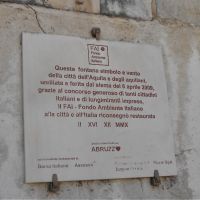 FAI
Fondo
Ambiente
Italiano
Questa fontana simbolo e vanto
della città dell'Aquila e degli aquilani,
umiliata e ferita dal sisma del 6 aprile 2009,
grazie al concorso generoso di tanti cittadini
italiani e di lungimiranti imprese,
il FAI - Fondo Ambiente Italiano
alla città e all'Italia riconsegna restaurata
II XVI XII MMX
ABRUZZO
Borsa Italiana